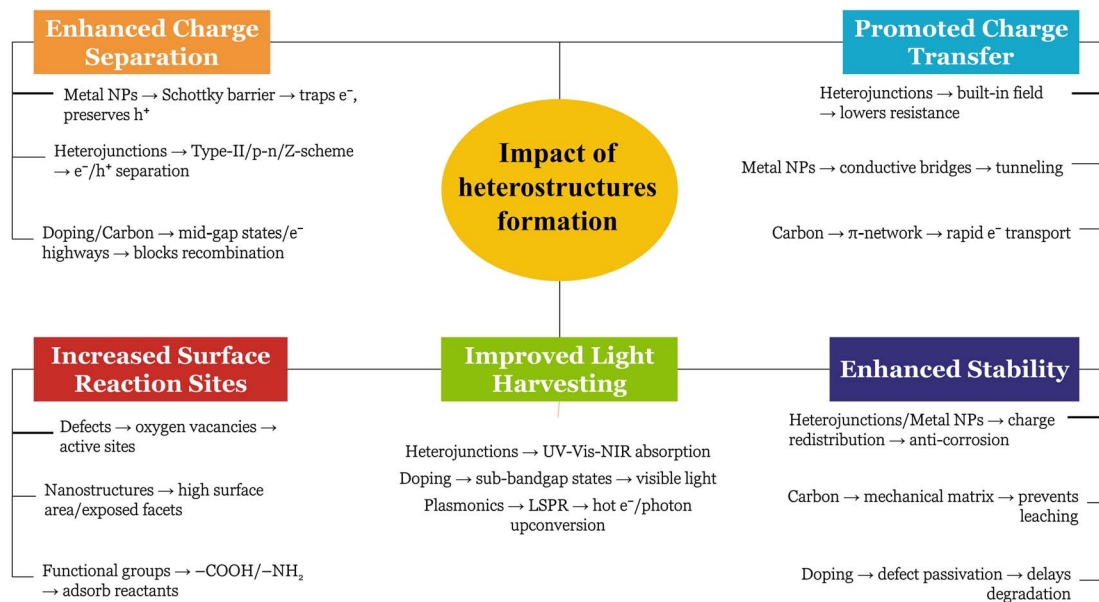 Enhanced Charge
Separation
Metal NPs → Schottky barrier → traps e⁻,
preserves h⁺
Heterojunctions → Type-II/p-n/Z-scheme
→ e⁻/h⁺ separation
Doping/Carbon → mid-gap states/e⁻
highways → blocks recombination
Impact of
heterostructures
formation
Promoted Charge
Transfer
Heterojunctions → built-in field
→ lowers resistance
Metal NPs → conductive bridges → tunneling
Carbon → π-network → rapid e⁻ transport
Increased Surface
Reaction Sites
Defects → oxygen vacancies →
active sites
Nanostructures → high surface
area/exposed facets
Functional groups → –COOH/–NH₂
→ adsorb reactants
Improved Light
Harvesting
Heterojunctions → UV-Vis-NIR absorption
Doping → sub-bandgap states → visible light
Plasmonics → LSPR → hot e⁻/photon
upconversion
Enhanced Stability
Heterojunctions/Metal NPs → charge
redistribution → anti-corrosion
Carbon → mechanical matrix → prevents
leaching
Doping → defect passivation → delays
degradation